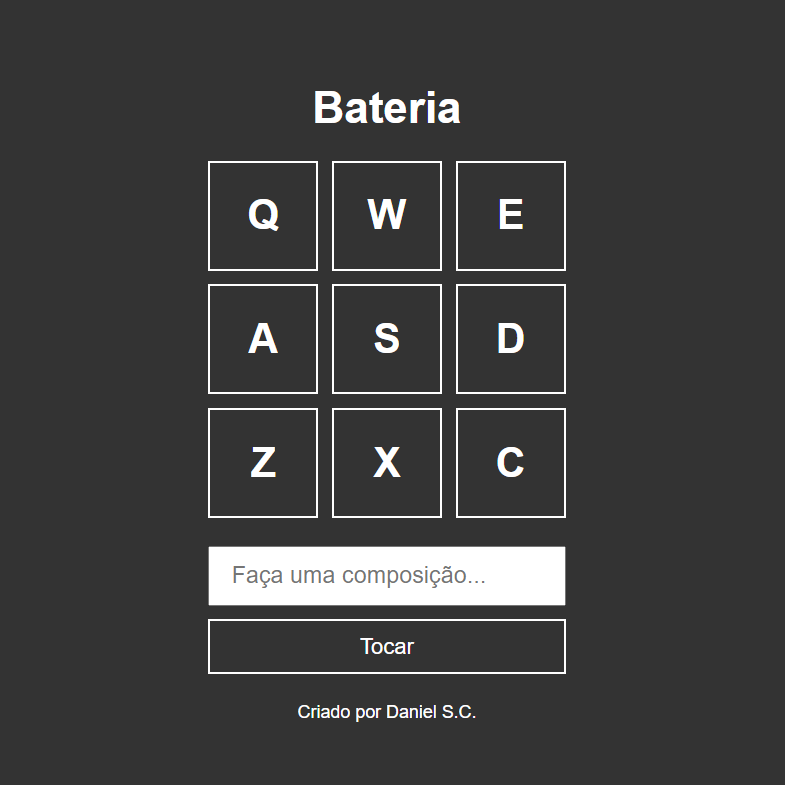 Bateria
Q W E
A S D
Z X C
Faça uma composição...
Tocar
Criado por Daniel S.C.